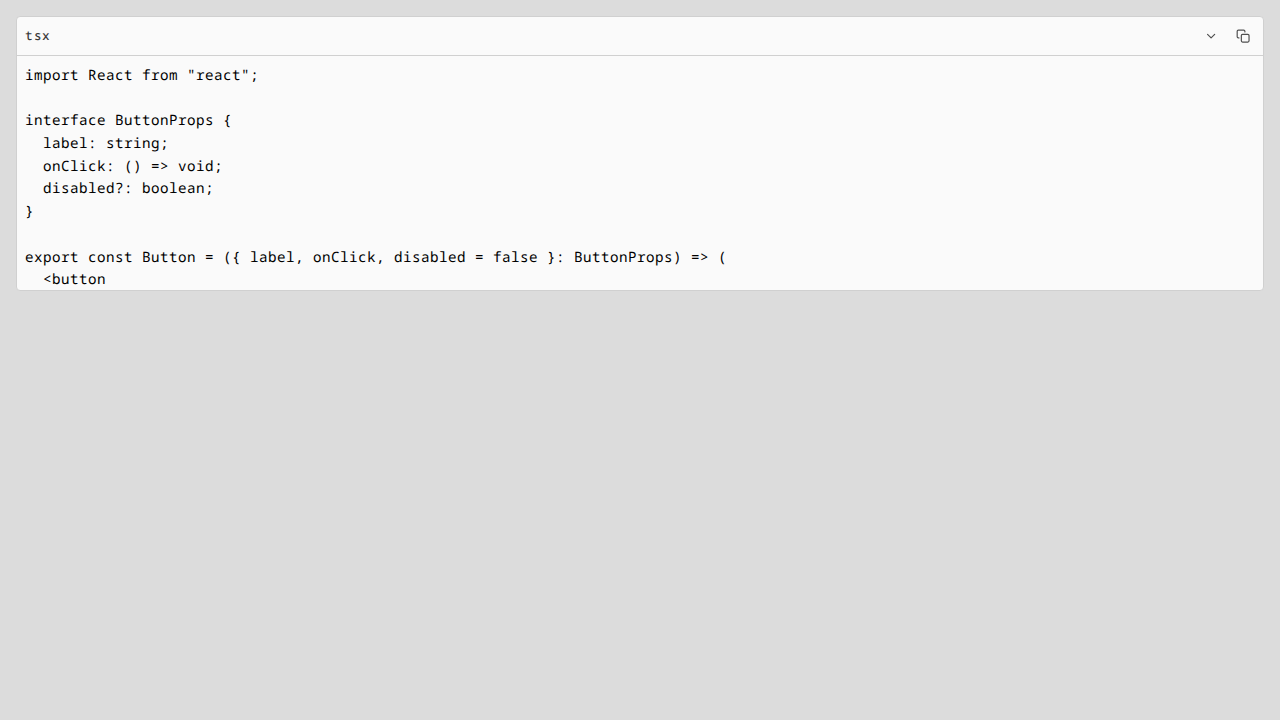 tsx
import React from "react";

interface ButtonProps {
  label: string;
  onClick: () => void;
  disabled?: boolean;
}

export const Button = ({ label, onClick, disabled = false }: ButtonProps) => (
  <button